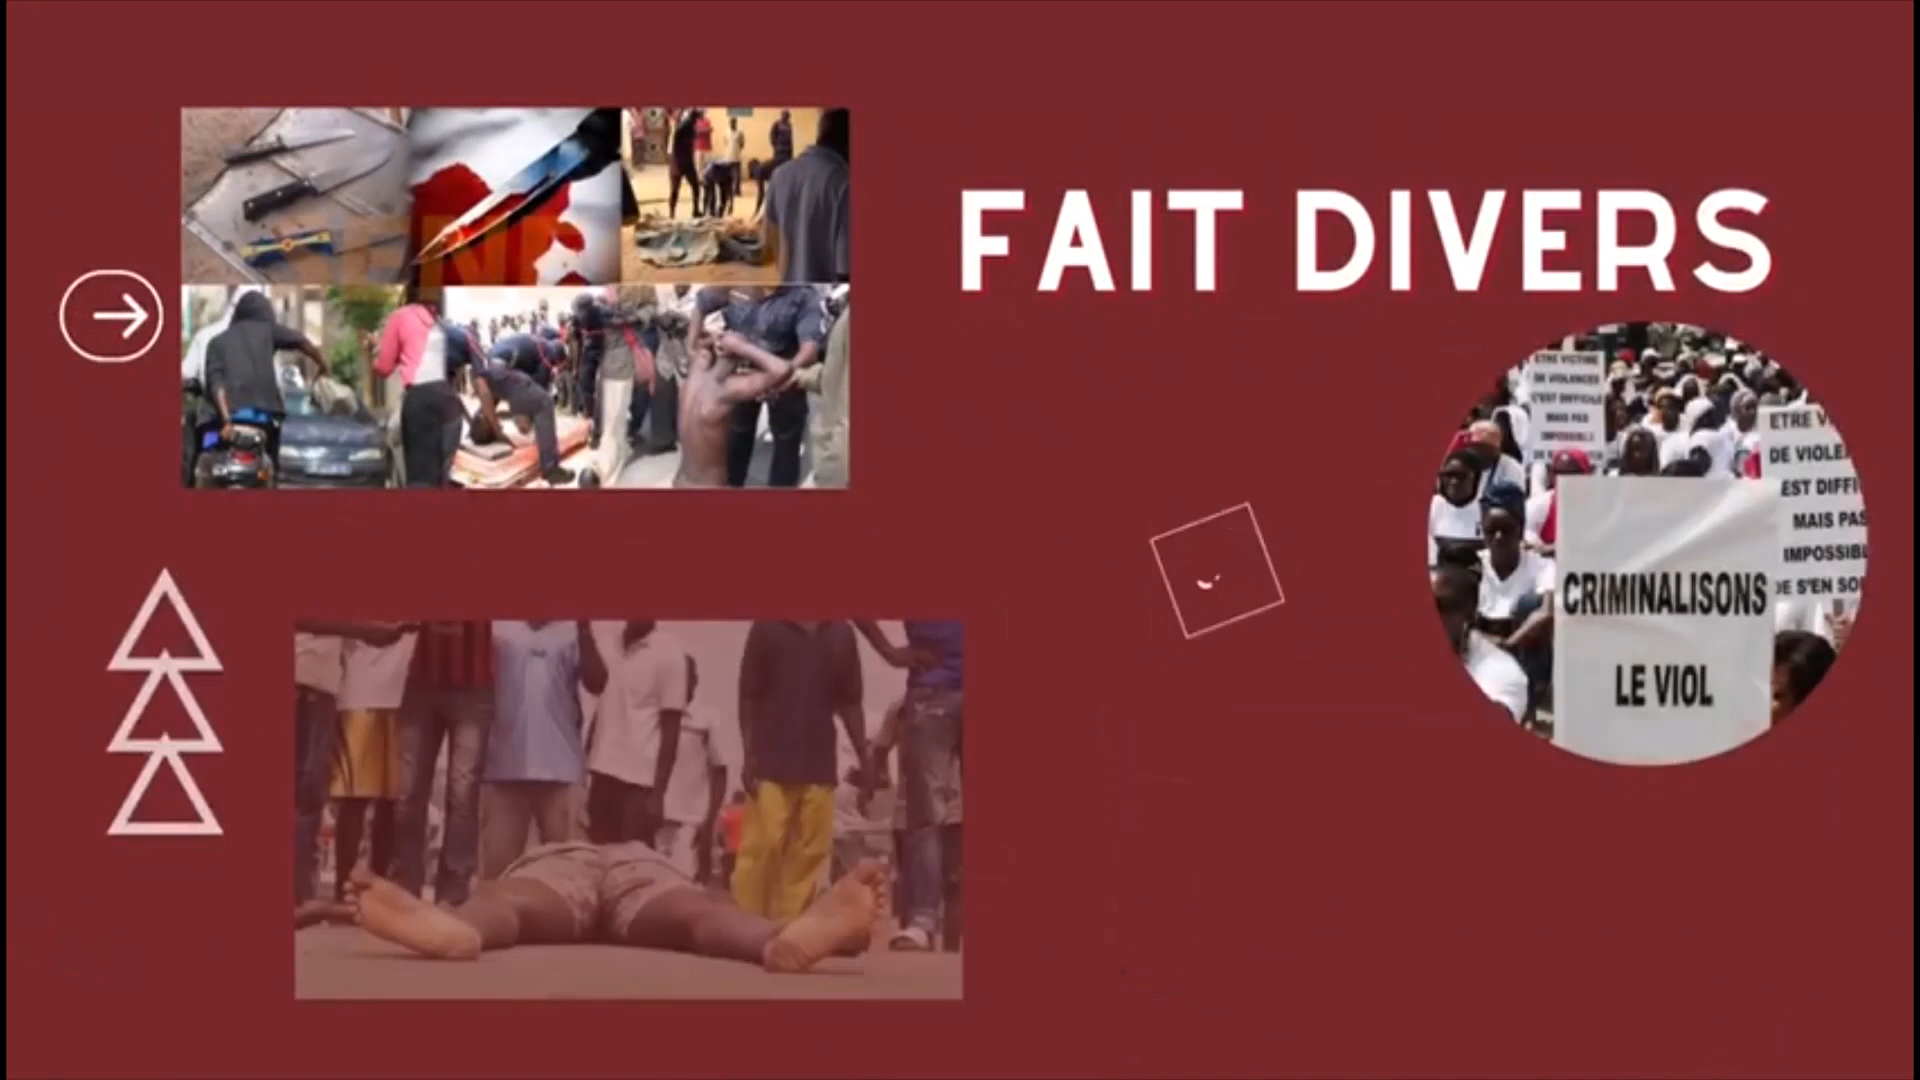 FAIT DIVERS
ETRE VICTIME
DE VIOLENCES
C'EST DIFFICILE
MAIS PAS
IMPOSSIBLE
ETRE V
DE VIOLE
EST DIFFI
MAIS PAS
IMPOSSIBL
DE S'EN SO
CRIMINALISONS
LE VIOL